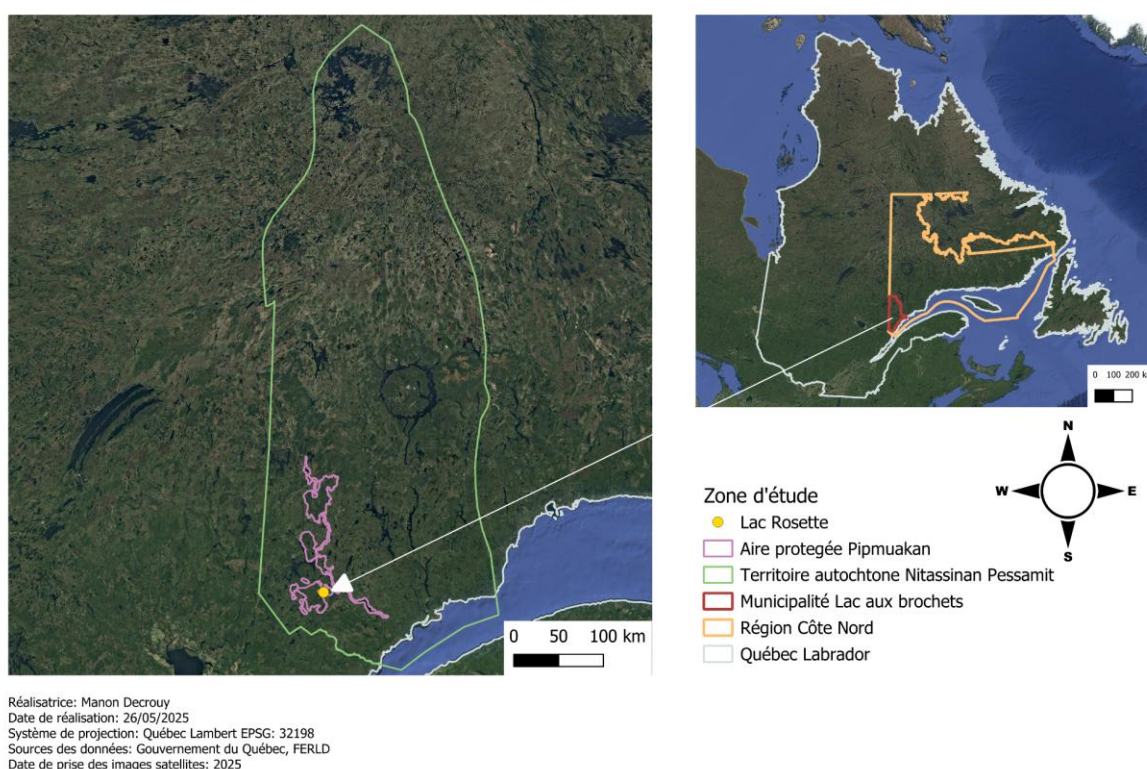 0 50 100 km
0 100 200 k
N
W E
S
Zone d'étude
Lac Rosette
Aire protegée Pipmuakan
Territoire autochtone Nitassinan Pessamit
Municipalité Lac aux brochets
Région Côte Nord
Québec Labrador
Réalisatrice: Manon Decrouy
Date de réalisation: 26/05/2025
Système de projection: Québec Lambert EPSG: 32198
Sources des données: Gouvernement du Québec, FERLD
Date de prise des images satellites: 2025